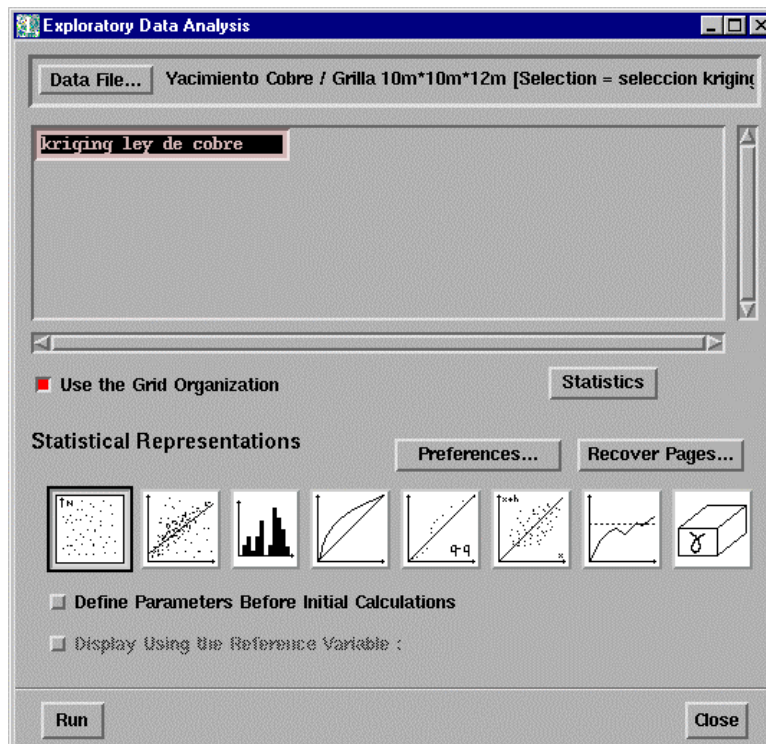 Exploratory Data Analysis
Data File... Yacimiento Cobre / Grilla 10m*10m*12m [Selection = seleccion kriging
kriging ley de cobre
Use the Grid Organization
Statistics
Statistical Representations
Preferences... Recover Pages...
N
q-q
x+h
x
γ
Define Parameters Before Initial Calculations
Display Using the Reference Variable :
Run Close